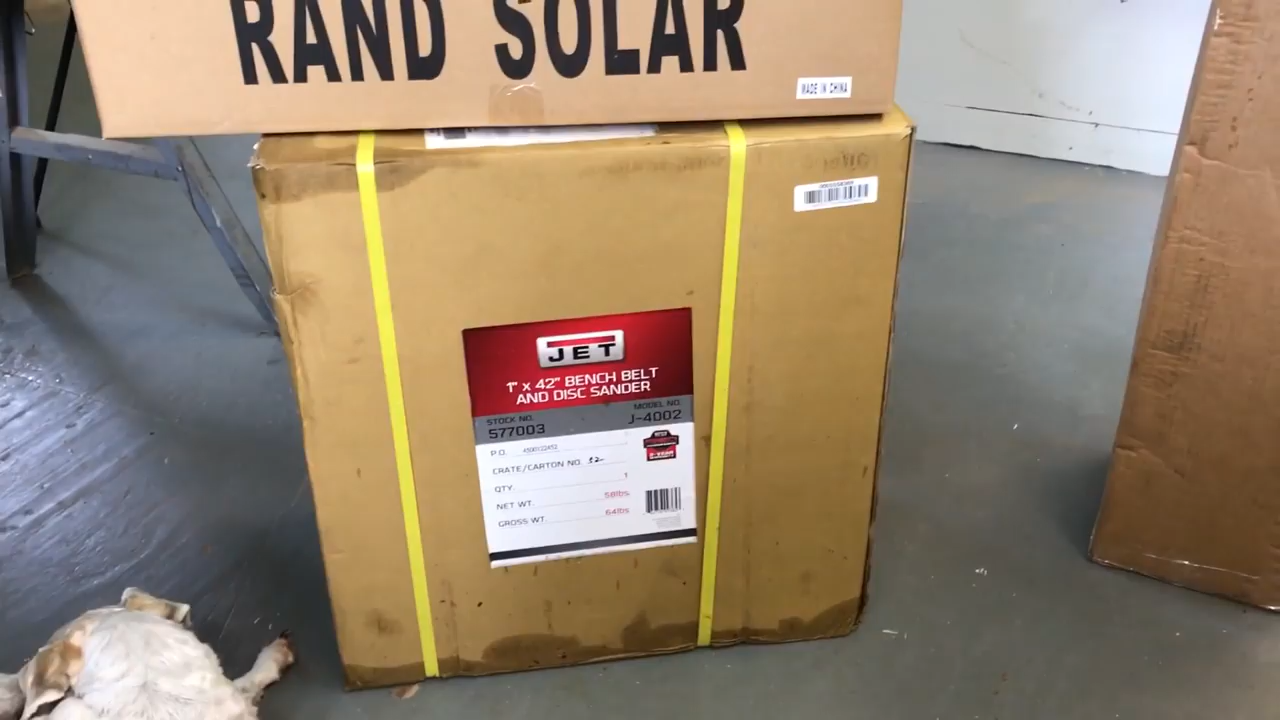 RAND SOLAR
MADE IN CHINA
JET
1" x 42" BENCH BELT
AND DISC SANDER
STOCK NO. MODEL NO.
577003 J-4002
P.O.
CRATE/CARTON NO. 32
QTY. 1
NET WT. 58lbs
GROSS WT. 64lbs